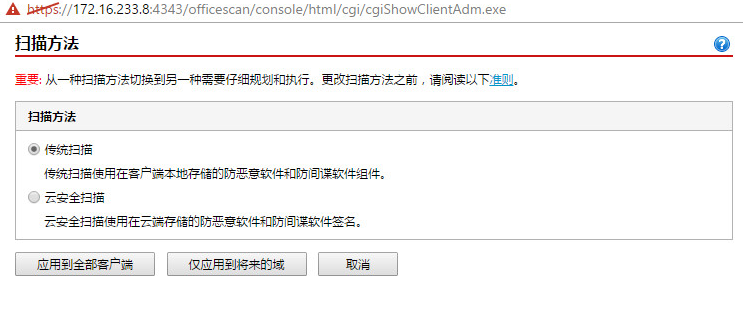 https://172.16.233.8:4343/officescan/console/html/cgi/cgiShowClientAdm.exe
扫描方法
?
重要: 从一种扫描方法切换到另一种需要仔细规划和执行。更改扫描方法之前，请阅读以下准则。
扫描方法
传统扫描
传统扫描使用在客户端本地存储的防恶意软件和防间谍软件组件。
云安全扫描
云安全扫描使用在云端存储的防恶意软件和防间谍软件签名。
应用到全部客户端 仅应用到将来的域 取消